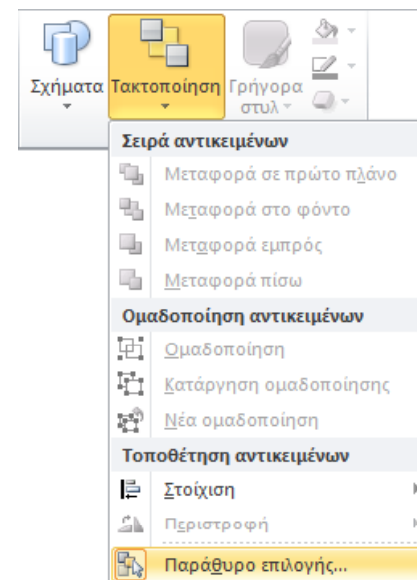 Σχήματα Τακτοποίηση Γρήγορα
στυλ
Σειρά αντικειμένων
Μεταφορά σε πρώτο πλάνο
Μεταφορά στο φόντο
Μεταφορά εμπρός
Μεταφορά πίσω
Ομαδοποίηση αντικειμένων
Ομαδοποίηση
Κατάργηση ομαδοποίησης
Νέα ομαδοποίηση
Τοποθέτηση αντικειμένων
Στοίχιση
Περιστροφή
Παράθυρο επιλογής...